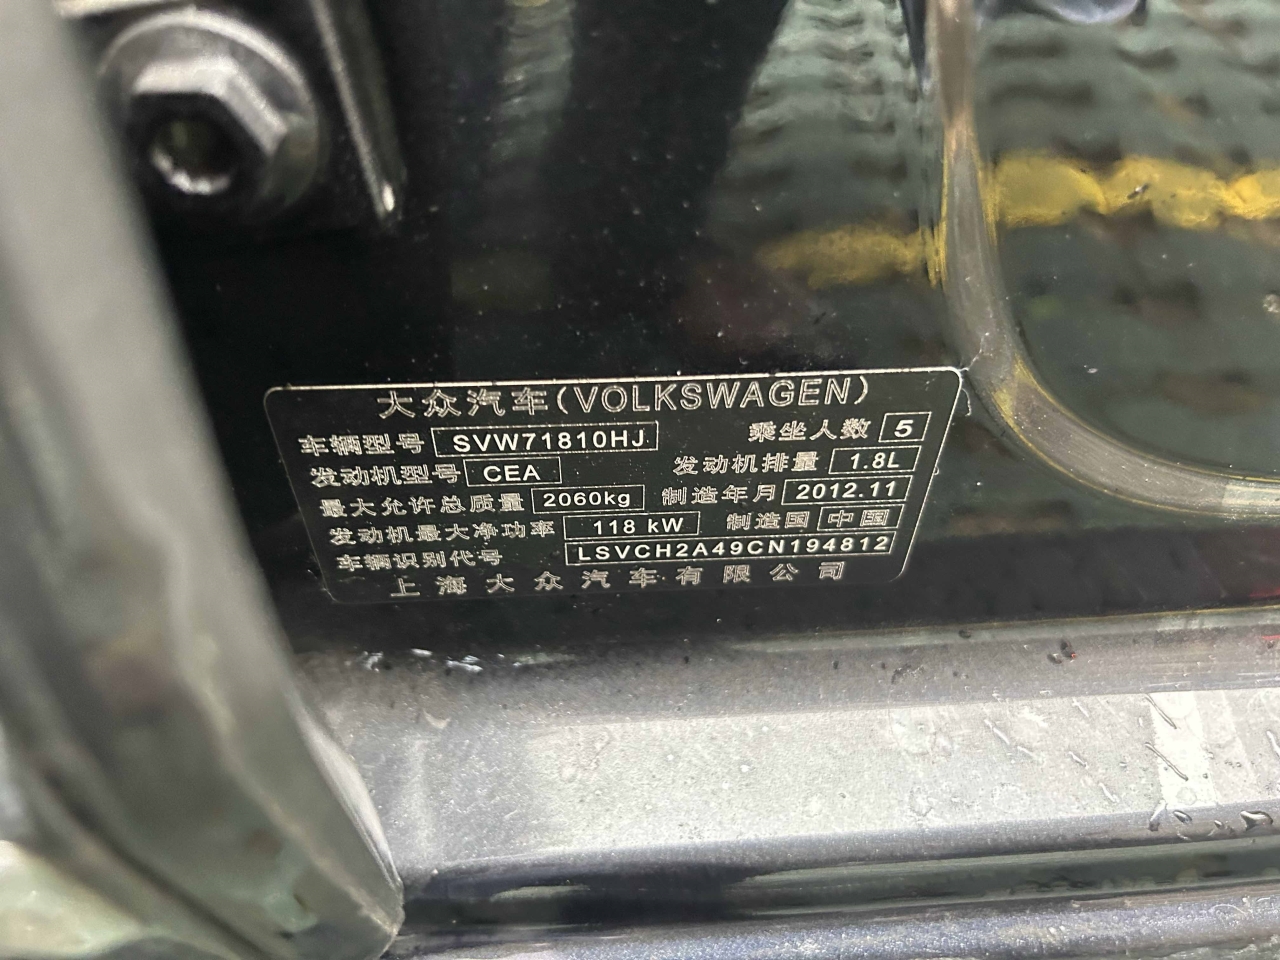 大众汽车(VOLKSWAGEN)
车辆型号 SVW71810HJ 乘坐人数 5
发动机型号 CEA 发动机排量 1.8L
最大允许总质量 2060kg 制造年月 2012.11
发动机最大净功率 118 kW 制造国 中国
车辆识别代号 LSVCH2A49CN194812
上海大众汽车有限公司